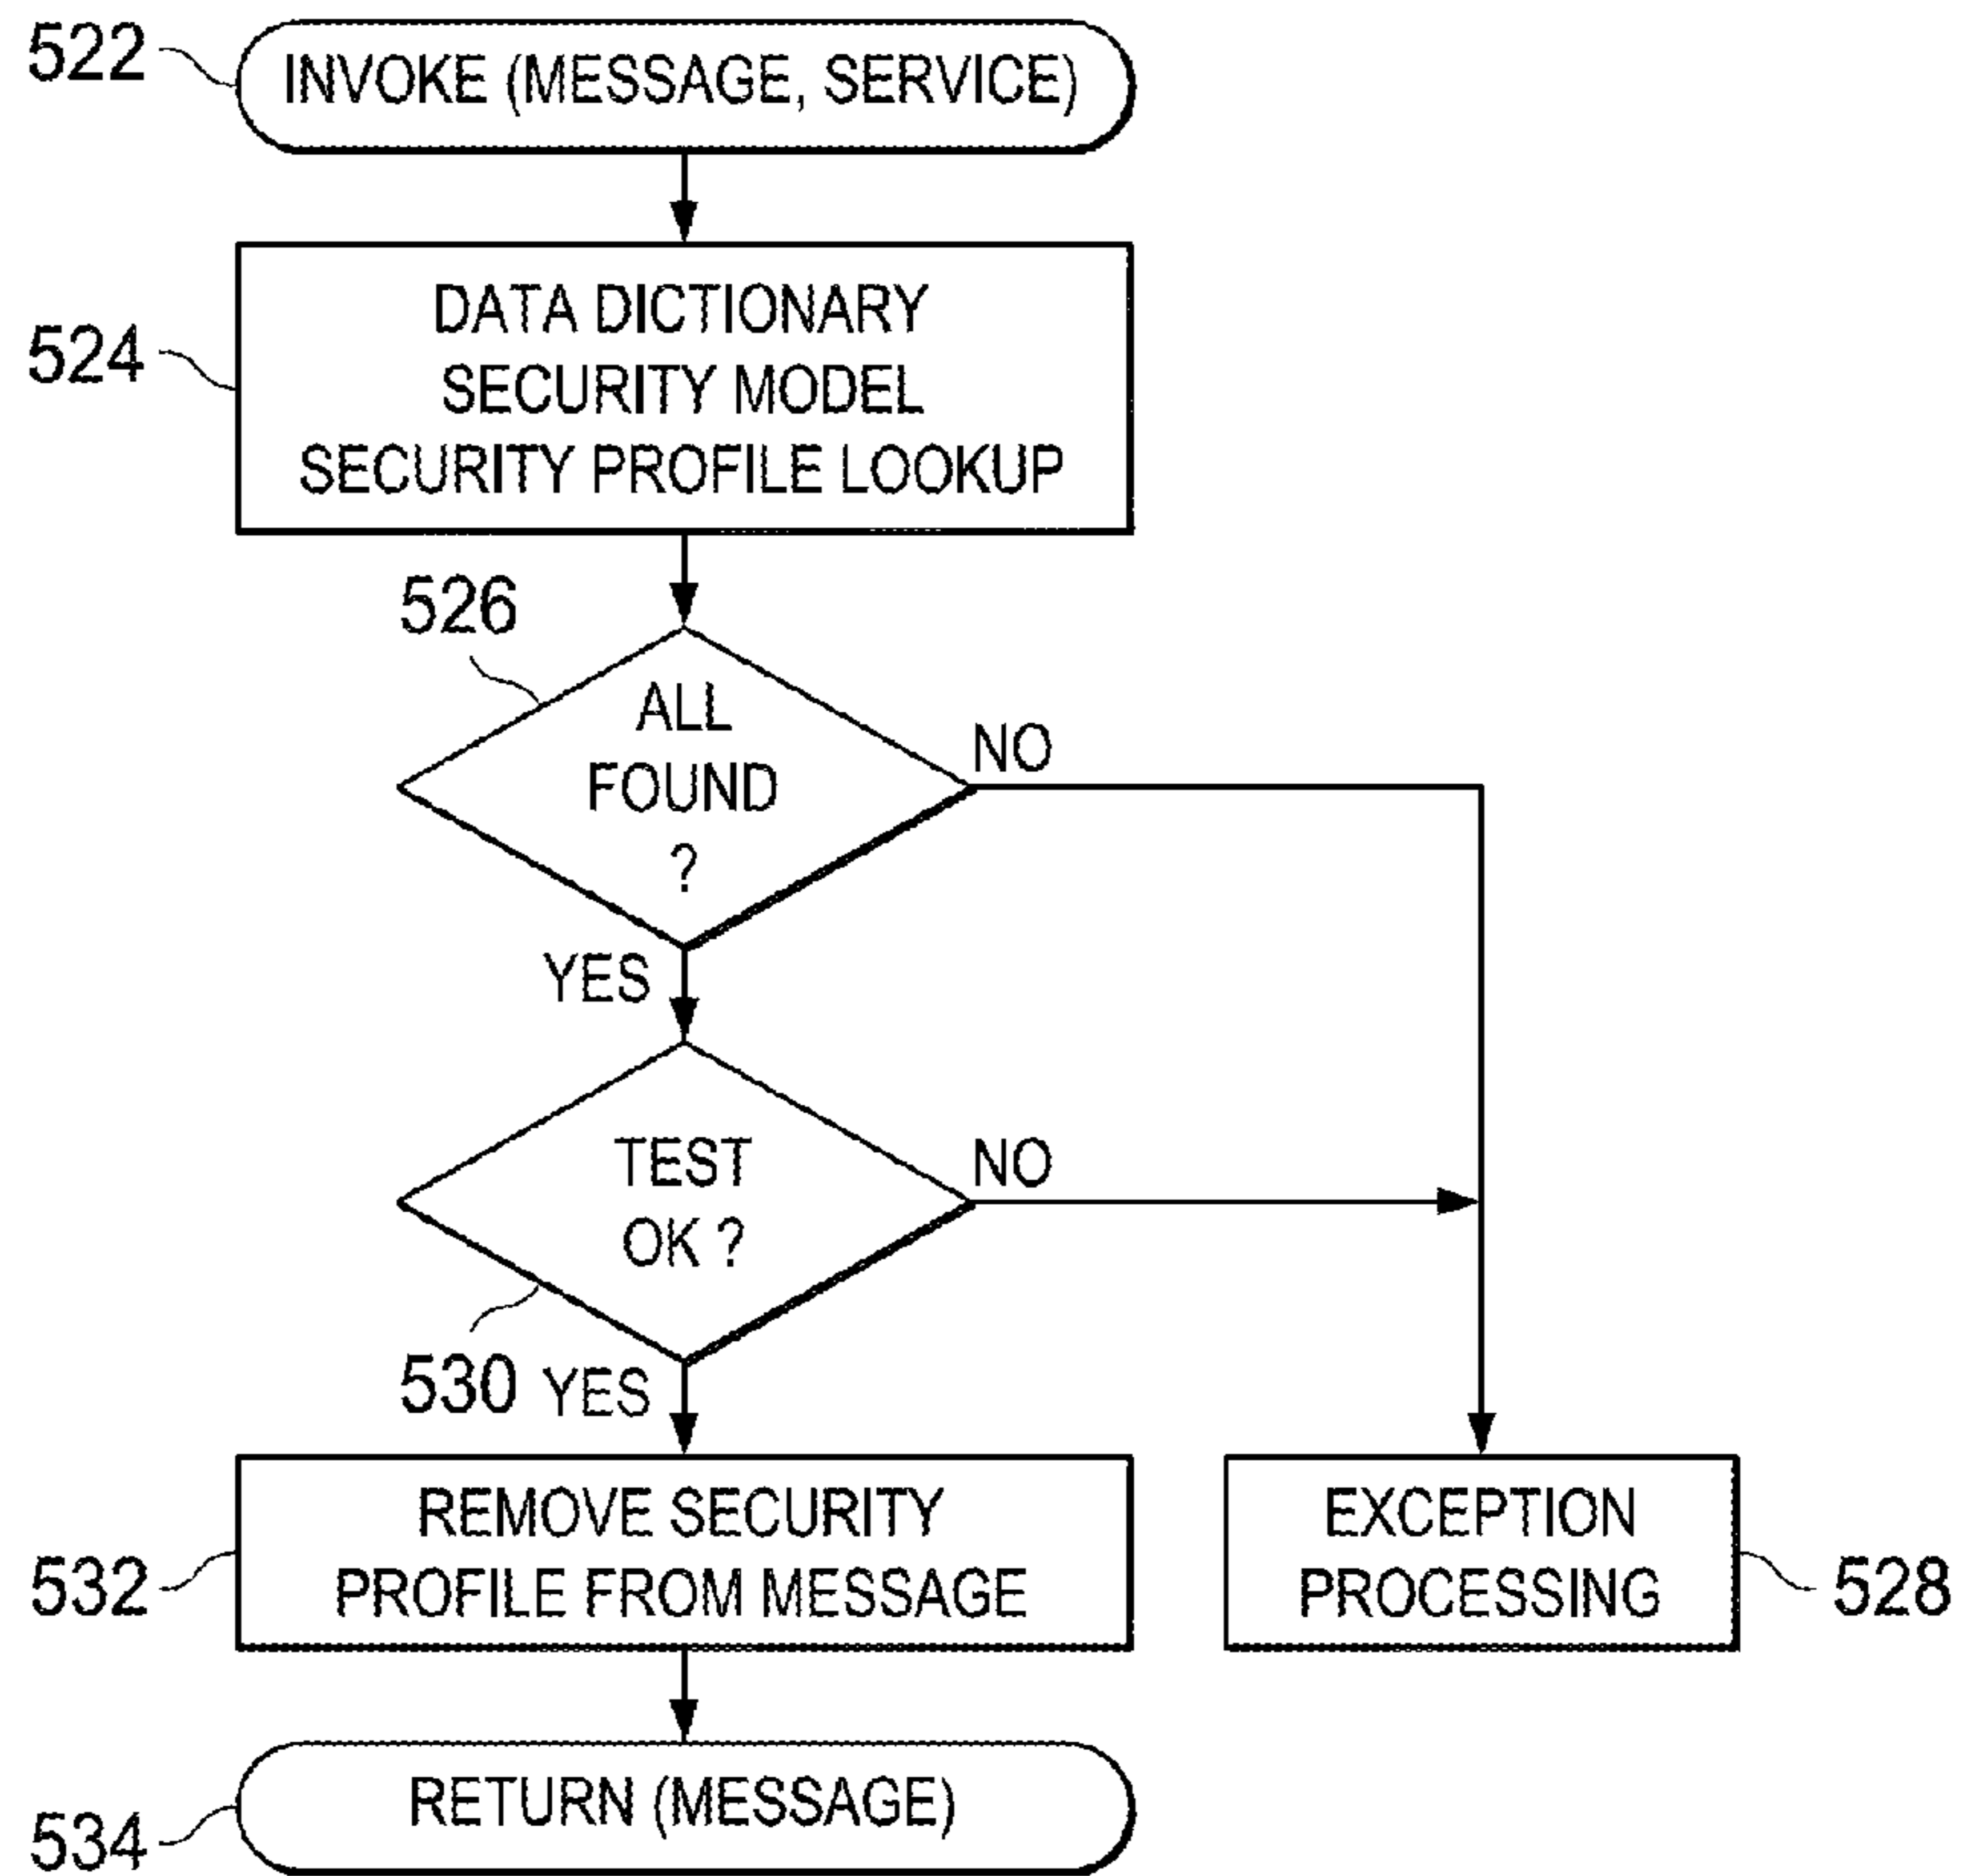 522
INVOKE (MESSAGE, SERVICE)
524
DATA DICTIONARY
SECURITY MODEL
SECURITY PROFILE LOOKUP
526
ALL
FOUND
?
NO
YES
TEST
OK ?
NO
530
YES
532
REMOVE SECURITY
PROFILE FROM MESSAGE
EXCEPTION
PROCESSING
528
534
RETURN (MESSAGE)